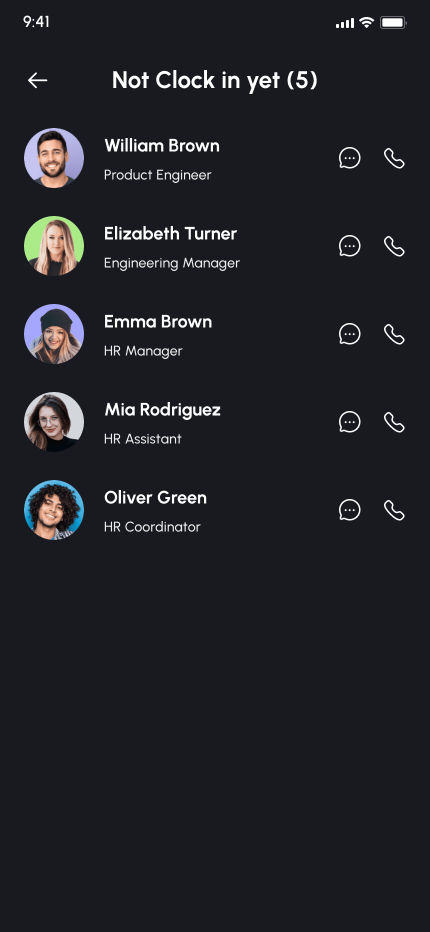 9:41
Not Clock in yet (5)
William Brown
Product Engineer
Elizabeth Turner
Engineering Manager
Emma Brown
HR Manager
Mia Rodriguez
HR Assistant
Oliver Green
HR Coordinator